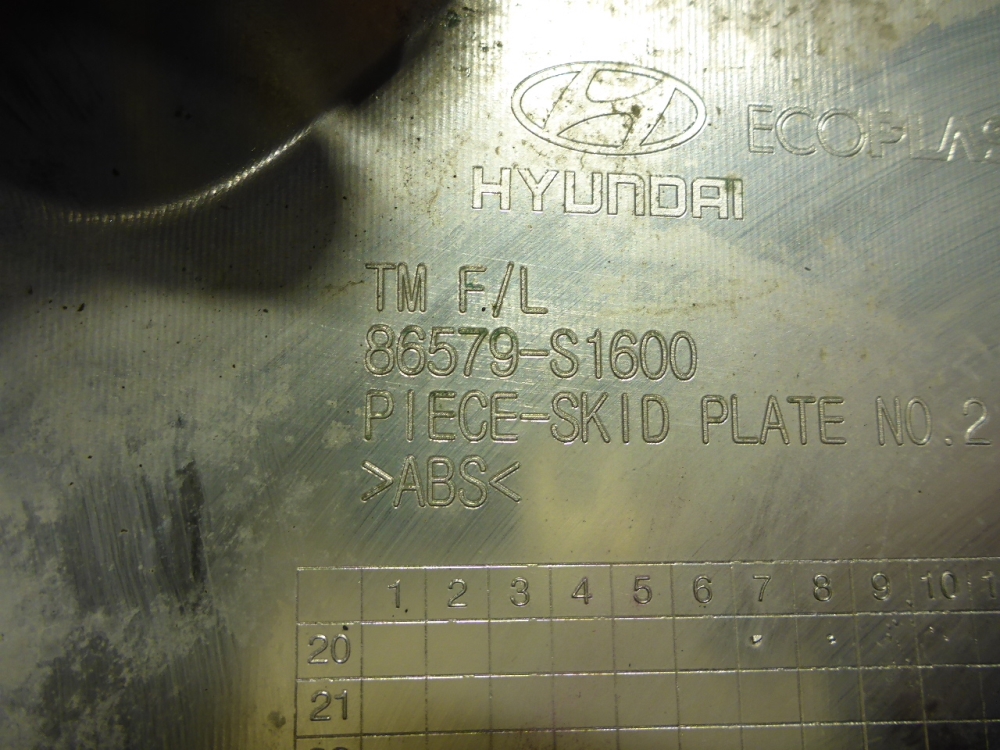 ECOPLAS
HYUNDAI
TM F/L
86579-S1600
PIECE-SKID PLATE NO.2
>ABS<
1 2 3 4 5 6 7 8 9 10
20
21